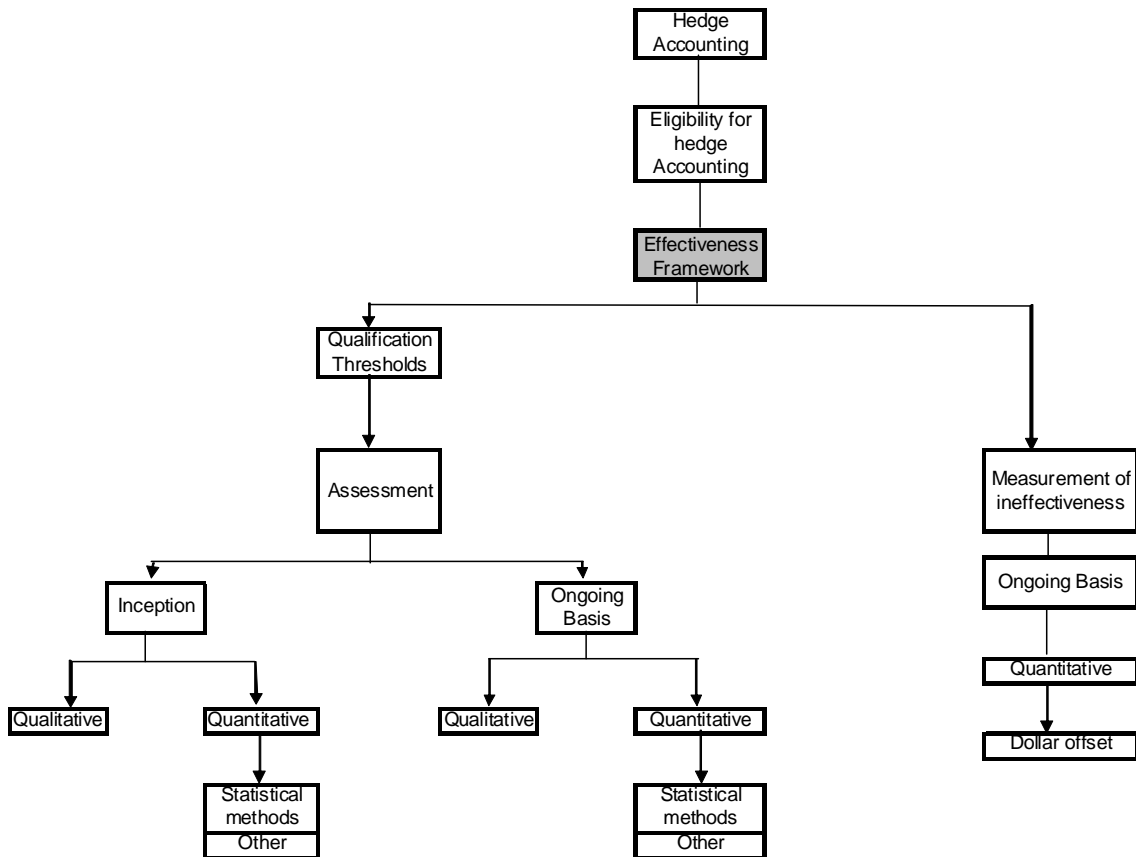 Hedge
Accounting
Eligibility for
hedge
Accounting
Effectiveness
Framework
Qualification
Thresholds
Assessment
Measurement of
ineffectiveness
Inception
Ongoing
Basis
Ongoing Basis
Qualitative
Quantitative
Qualitative
Quantitative
Quantitative
Dollar offset
Statistical
methods
Other
Statistical
methods
Other